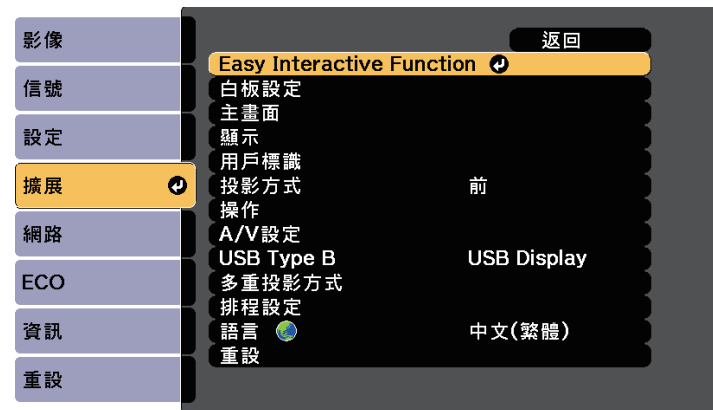 影像
信號
設定
擴展
網路
ECO
資訊
重設
返回
Easy Interactive Function
白板設定
主畫面
顯示
用戶標識
投影方式 前
操作
A/V設定
USB Type B USB Display
多重投影方式
排程設定
語言 中文(繁體)
重設